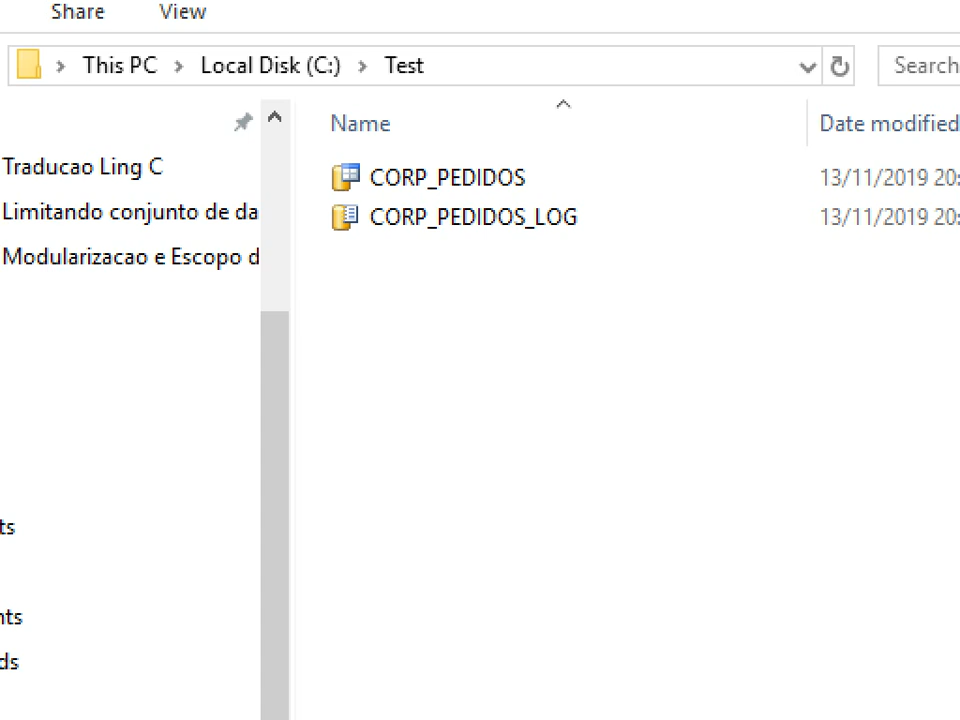 Share View
This PC Local Disk (C:) Test Search
Name Date modified
Traducao Ling C
CORP_PEDIDOS 13/11/2019 20:
Limitando conjunto de da
CORP_PEDIDOS_LOG 13/11/2019 20:
Modularizacao e Escopo d
ts
nts
ds